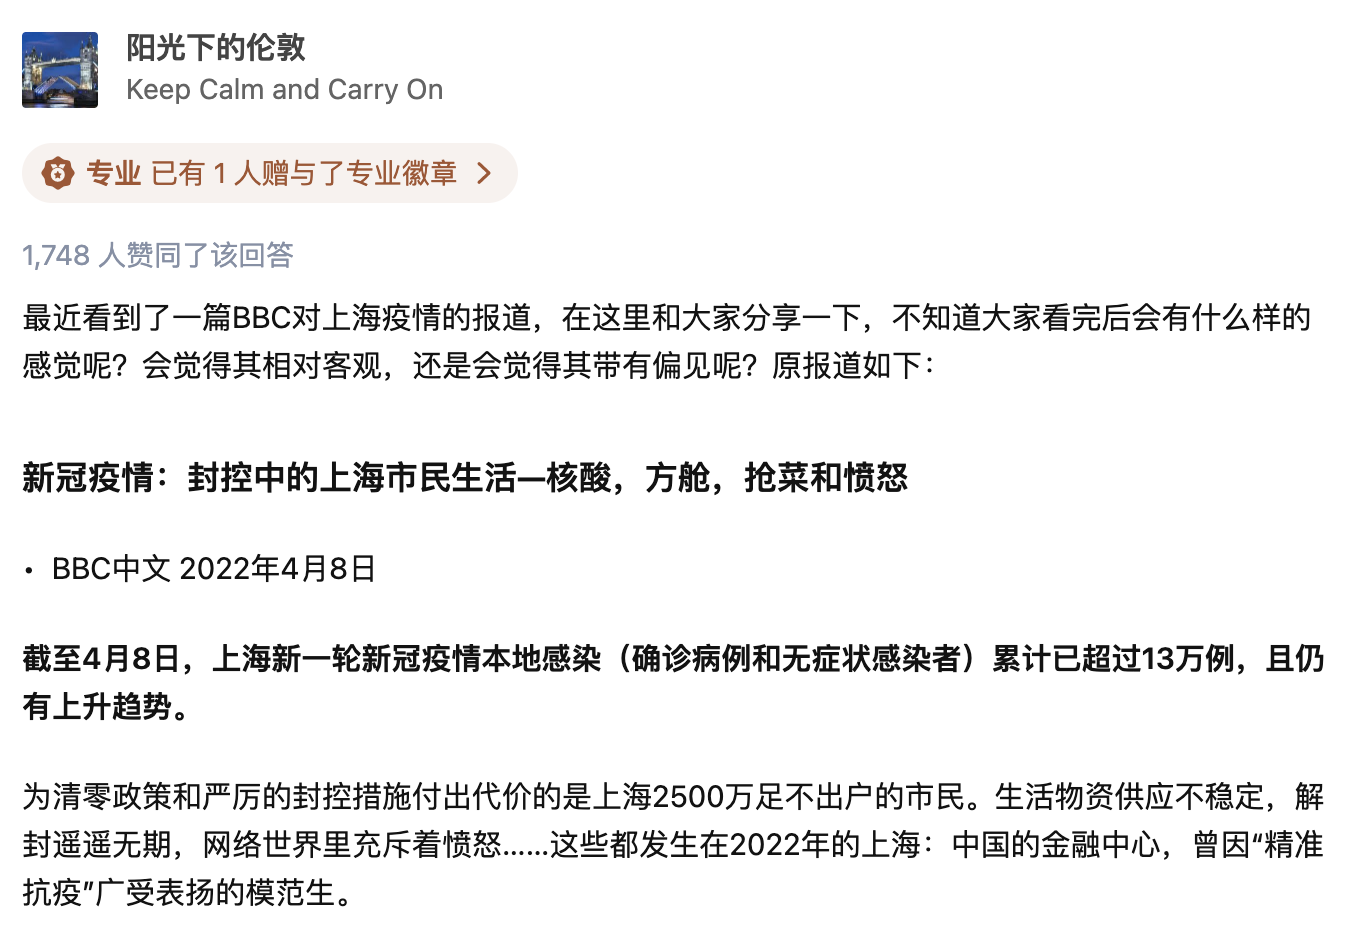 阳光下的伦敦
Keep Calm and Carry On
专业 已有 1 人赠与了专业徽章
1,748 人赞同了该回答
最近看到了一篇BBC对上海疫情的报道，在这里和大家分享一下，不知道大家看完后会有什么样的
感觉呢？会觉得其相对客观，还是会觉得其带有偏见呢？原报道如下：
新冠疫情：封控中的上海市民生活—核酸，方舱，抢菜和愤怒
• BBC中文 2022年4月8日
截至4月8日，上海新一轮新冠疫情本地感染（确诊病例和无症状感染者）累计已超过13万例，且仍
有上升趋势。
为清零政策和严厉的封控措施付出代价的是上海2500万足不出户的市民。生活物资供应不稳定，解
封遥遥无期，网络世界里充斥着愤怒……这些都发生在2022年的上海：中国的金融中心，曾因“精准
抗疫”广受表扬的模范生。